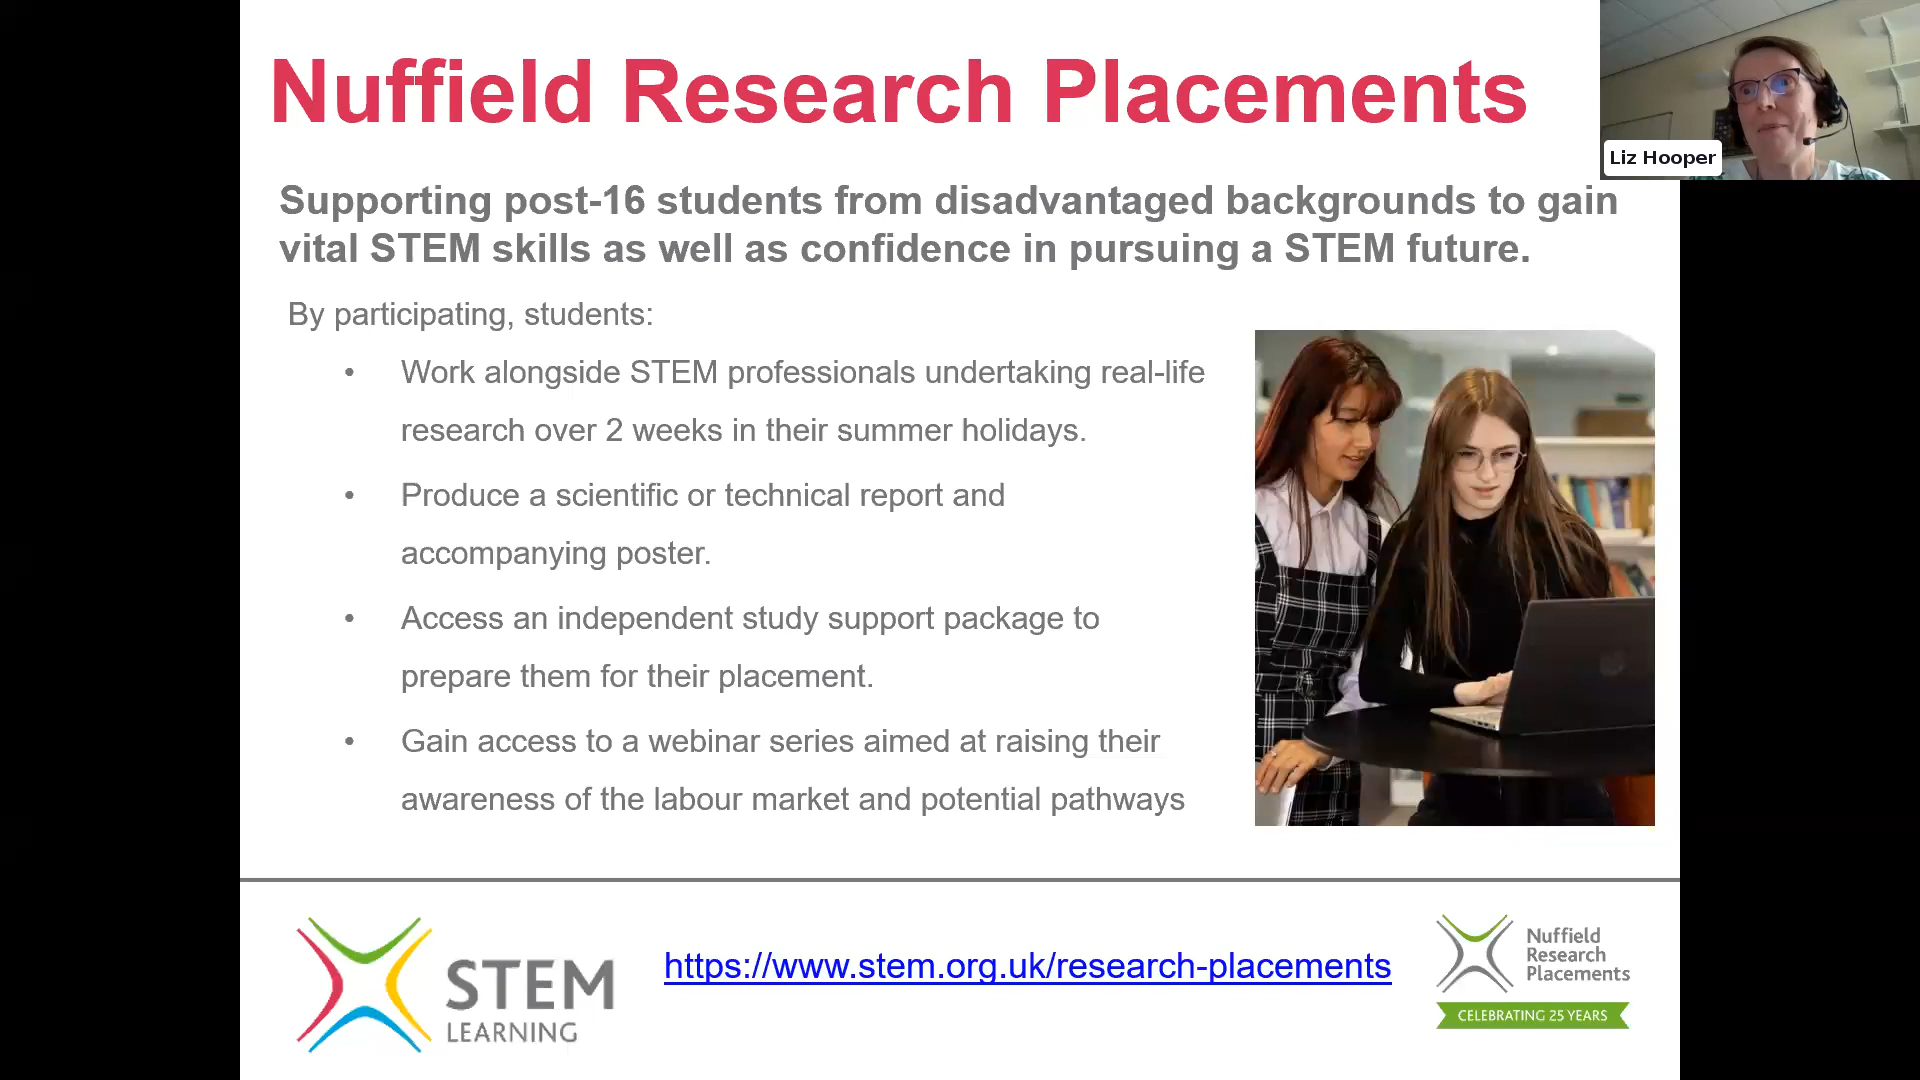 Nuffield Research Placements
Liz Hooper
Supporting post-16 students from disadvantaged backgrounds to gain
vital STEM skills as well as confidence in pursuing a STEM future.
By participating, students:
• Work alongside STEM professionals undertaking real-life
research over 2 weeks in their summer holidays.
• Produce a scientific or technical report and
accompanying poster.
• Access an independent study support package to
prepare them for their placement.
• Gain access to a webinar series aimed at raising their
awareness of the labour market and potential pathways
STEM
LEARNING
https://www.stem.org.uk/research-placements
Nuffield
Research
Placements
CELEBRATING 25 YEARS